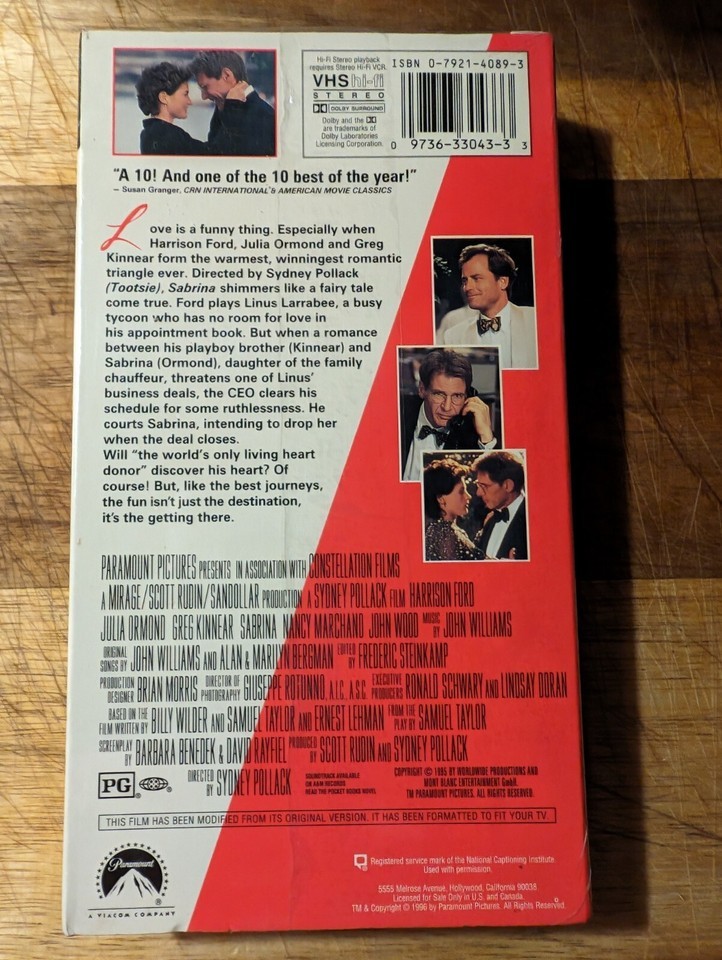 Hi-Fi Stereo playback
requires Stereo Hi-Fi VCR.
VHS hi-fi
STEREO
DOLBY SURROUND
Dolby and the
are trademarks of
Dolby Laboratories
Licensing Corporation.
ISBN 0-7921-4089-3
0 9736-33043-3 3
"A 10! And one of the 10 best of the year!"
– Susan Granger, CRN INTERNATIONAL & AMERICAN MOVIE CLASSICS
Love is a funny thing. Especially when
Harrison Ford, Julia Ormond and Greg
Kinnear form the warmest, winningest romantic
triangle ever. Directed by Sydney Pollack
(Tootsie), Sabrina shimmers like a fairy tale
come true. Ford plays Linus Larrabee, a busy
tycoon who has no room for love in
his appointment book. But when a romance
between his playboy brother (Kinnear) and
Sabrina (Ormond), daughter of the family
chauffeur, threatens one of Linus'
business deals, the CEO clears his
schedule for some ruthlessness. He
courts Sabrina, intending to drop her
when the deal closes.
Will "the world's only living heart
donor" discover his heart? Of
course! But, like the best journeys,
the fun isn't just the destination,
it's the getting there.
PARAMOUNT PICTURES PRESENTS IN ASSOCIATION WITH CONSTELLATION FILMS
A MIRAGE/SCOTT RUDIN/SANDOLLAR PRODUCTION A SYDNEY POLLACK FILM HARRISON FORD
JULIA ORMOND GREG KINNEAR SABRINA NANCY MARCHAND JOHN WOOD MUSIC BY JOHN WILLIAMS
ORIGINAL SONGS BY JOHN WILLIAMS AND ALAN & MARILYN BERGMAN EDITED BY FREDERIC STEINKAMP
PRODUCTION DESIGNER BRIAN MORRIS DIRECTOR OF PHOTOGRAPHY GIUSEPPE ROTUNNO, A.I.C., A.S.C. EXECUTIVE PRODUCERS RONALD SCHWARY AND LINDSAY DORAN
BASED ON THE FILM WRITTEN BY BILLY WILDER AND SAMUEL TAYLOR AND ERNEST LEHMAN FROM THE PLAY BY SAMUEL TAYLOR
SCREENPLAY BY BARBARA BENEDEK & DAVID RAYFIEL PRODUCED BY SCOTT RUDIN AND SYDNEY POLLACK
DIRECTED BY SYDNEY POLLACK
PG
SOUNDTRACK AVAILABLE
ON A&M RECORDS
READ THE POCKET BOOKS NOVEL
COPYRIGHT © 1995 BY WORLDWIDE PRODUCTIONS AND
MONT BLANC ENTERTAINMENT GmbH.
TM PARAMOUNT PICTURES. ALL RIGHTS RESERVED.
THIS FILM HAS BEEN MODIFIED FROM ITS ORIGINAL VERSION. IT HAS BEEN FORMATTED TO FIT YOUR TV.
Paramount
A VIACOM COMPANY
Registered service mark of the National Captioning Institute.
Used with permission.
5555 Melrose Avenue, Hollywood, California 90038
Licensed for Sale Only in U.S. and Canada.
TM & Copyright © 1996 by Paramount Pictures. All Rights Reserved.